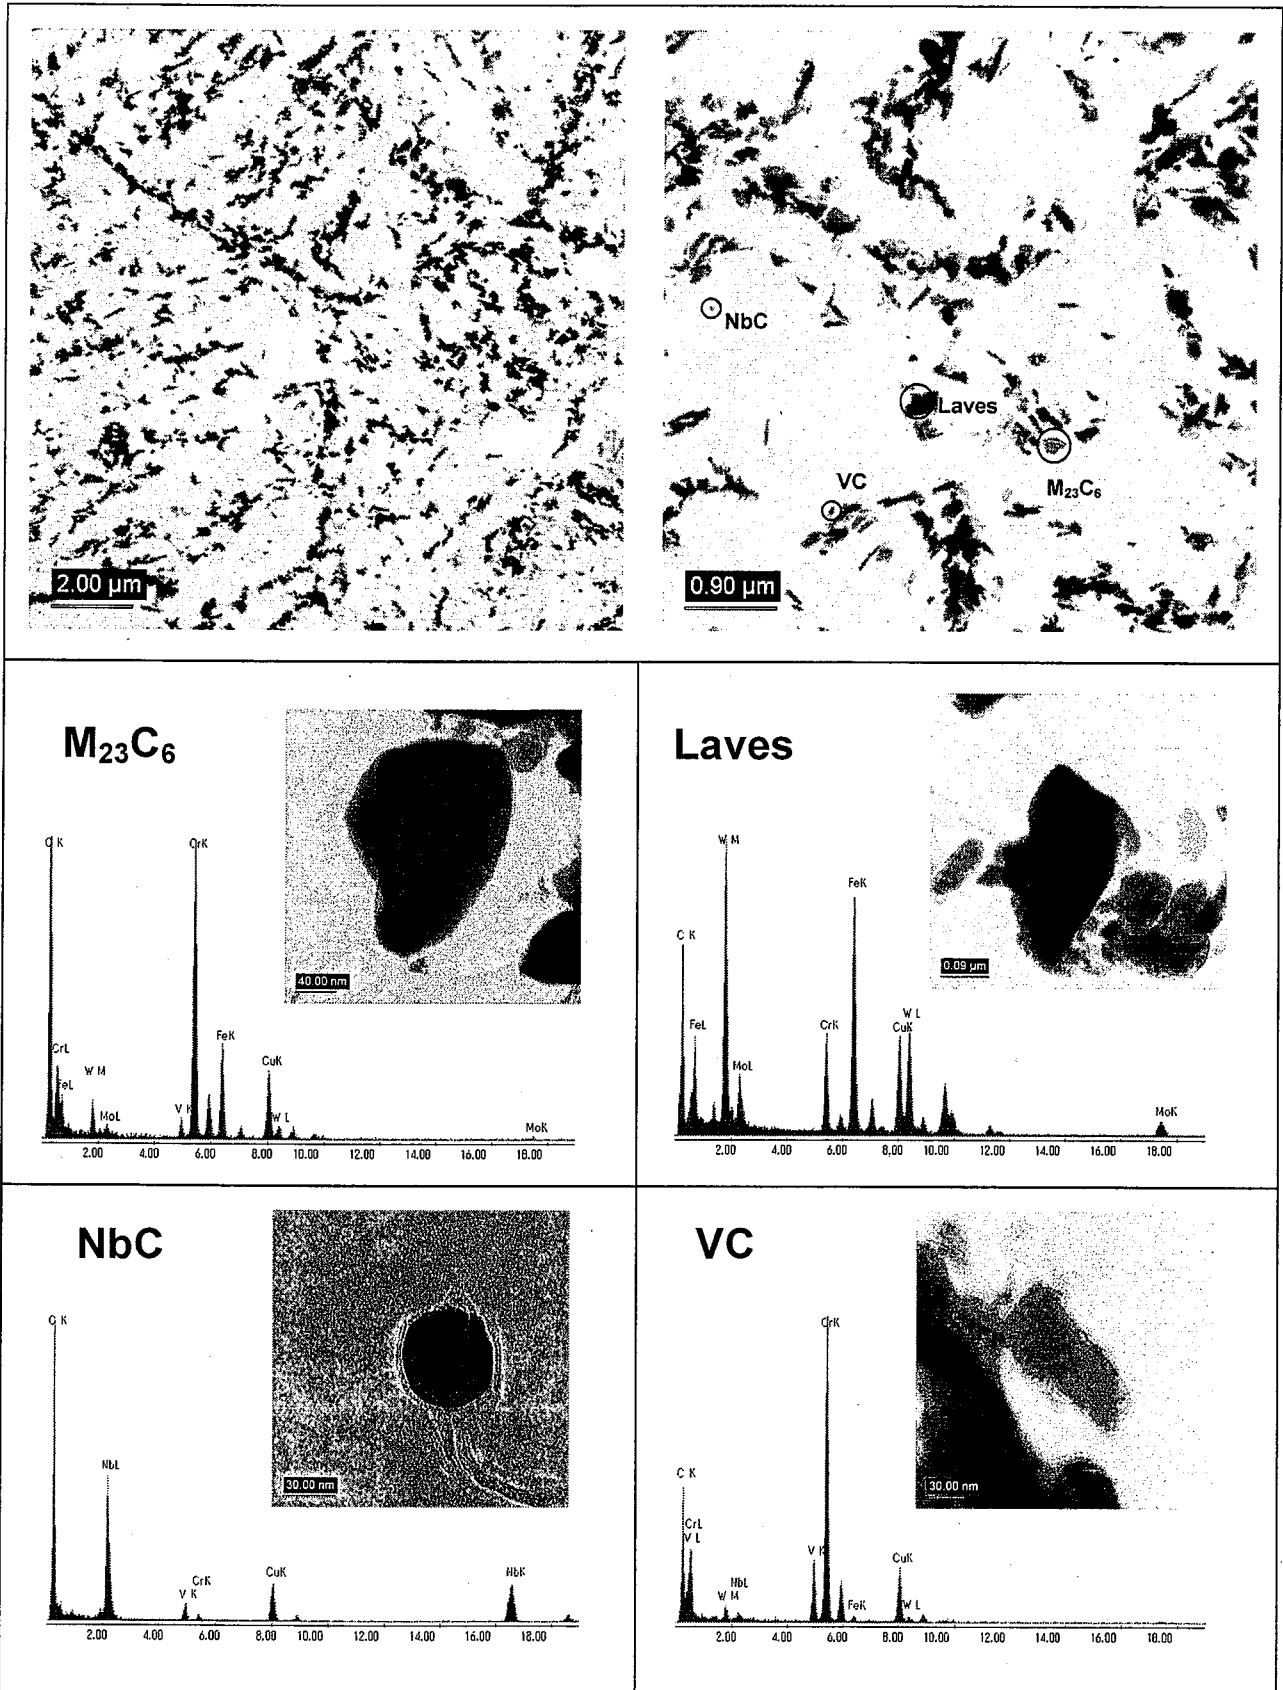 NbC
Laves
VC
M₂₃C₆
2.00 µm
0.90 µm
M₂₃C₆
C K
CrK
CrL
FeL
W M
MoL
V K
FeK
CuK
W L
MoK
40.00 nm
2.00 4.00 6.00 8.00 10.00 12.00 14.00 16.00 18.00
Laves
W M
FeK
C K
FeL
MoL
CrK
W L
CuK
MoK
0.09 µm
2.00 4.00 6.00 8.00 10.00 12.00 14.00 16.00 18.00
NbC
C K
NbL
CrK
V K
CuK
NbK
30.00 nm
2.00 4.00 6.00 8.00 10.00 12.00 14.00 16.00 18.00
VC
CrK
C K
CrL
V L
NbL
W M
V K
FeK
CuK
W L
30.00 nm
2.00 4.00 6.00 8.00 10.00 12.00 14.00 16.00 18.00